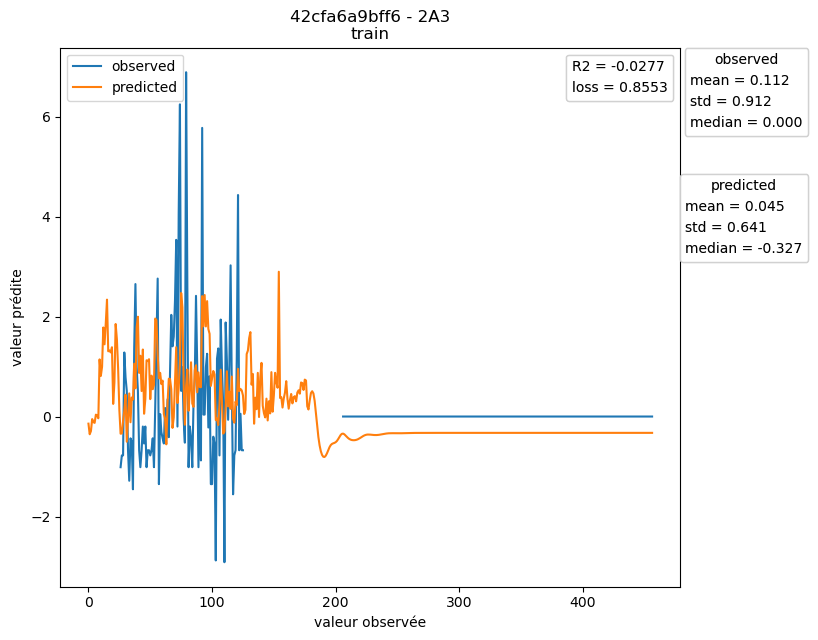 42cfa6a9bff6 - 2A3
train
observed
predicted
R2 = -0.0277
loss = 0.8553
observed
mean = 0.112
std = 0.912
median = 0.000
predicted
mean = 0.045
std = 0.641
median = -0.327
valeur prédite
6
4
2
0
−2
0
100
200
300
400
valeur observée